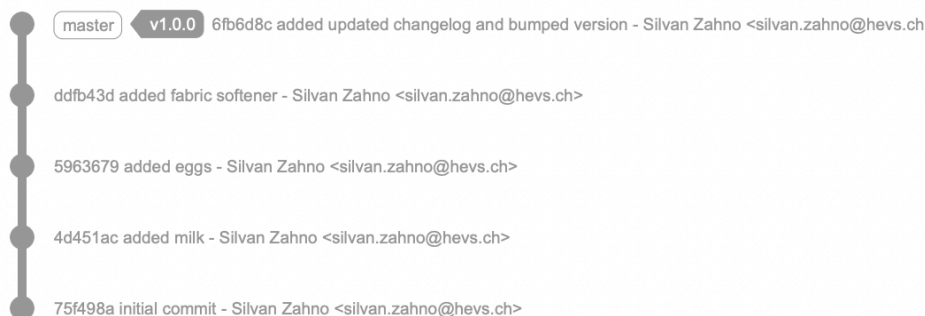 master v1.0.0 6fb6d8c added updated changelog and bumped version - Silvan Zahno <silvan.zahno@hevs.ch
ddfb43d added fabric softener - Silvan Zahno <silvan.zahno@hevs.ch>
5963679 added eggs - Silvan Zahno <silvan.zahno@hevs.ch>
4d451ac added milk - Silvan Zahno <silvan.zahno@hevs.ch>
75f498a initial commit - Silvan Zahno <silvan.zahno@hevs.ch>